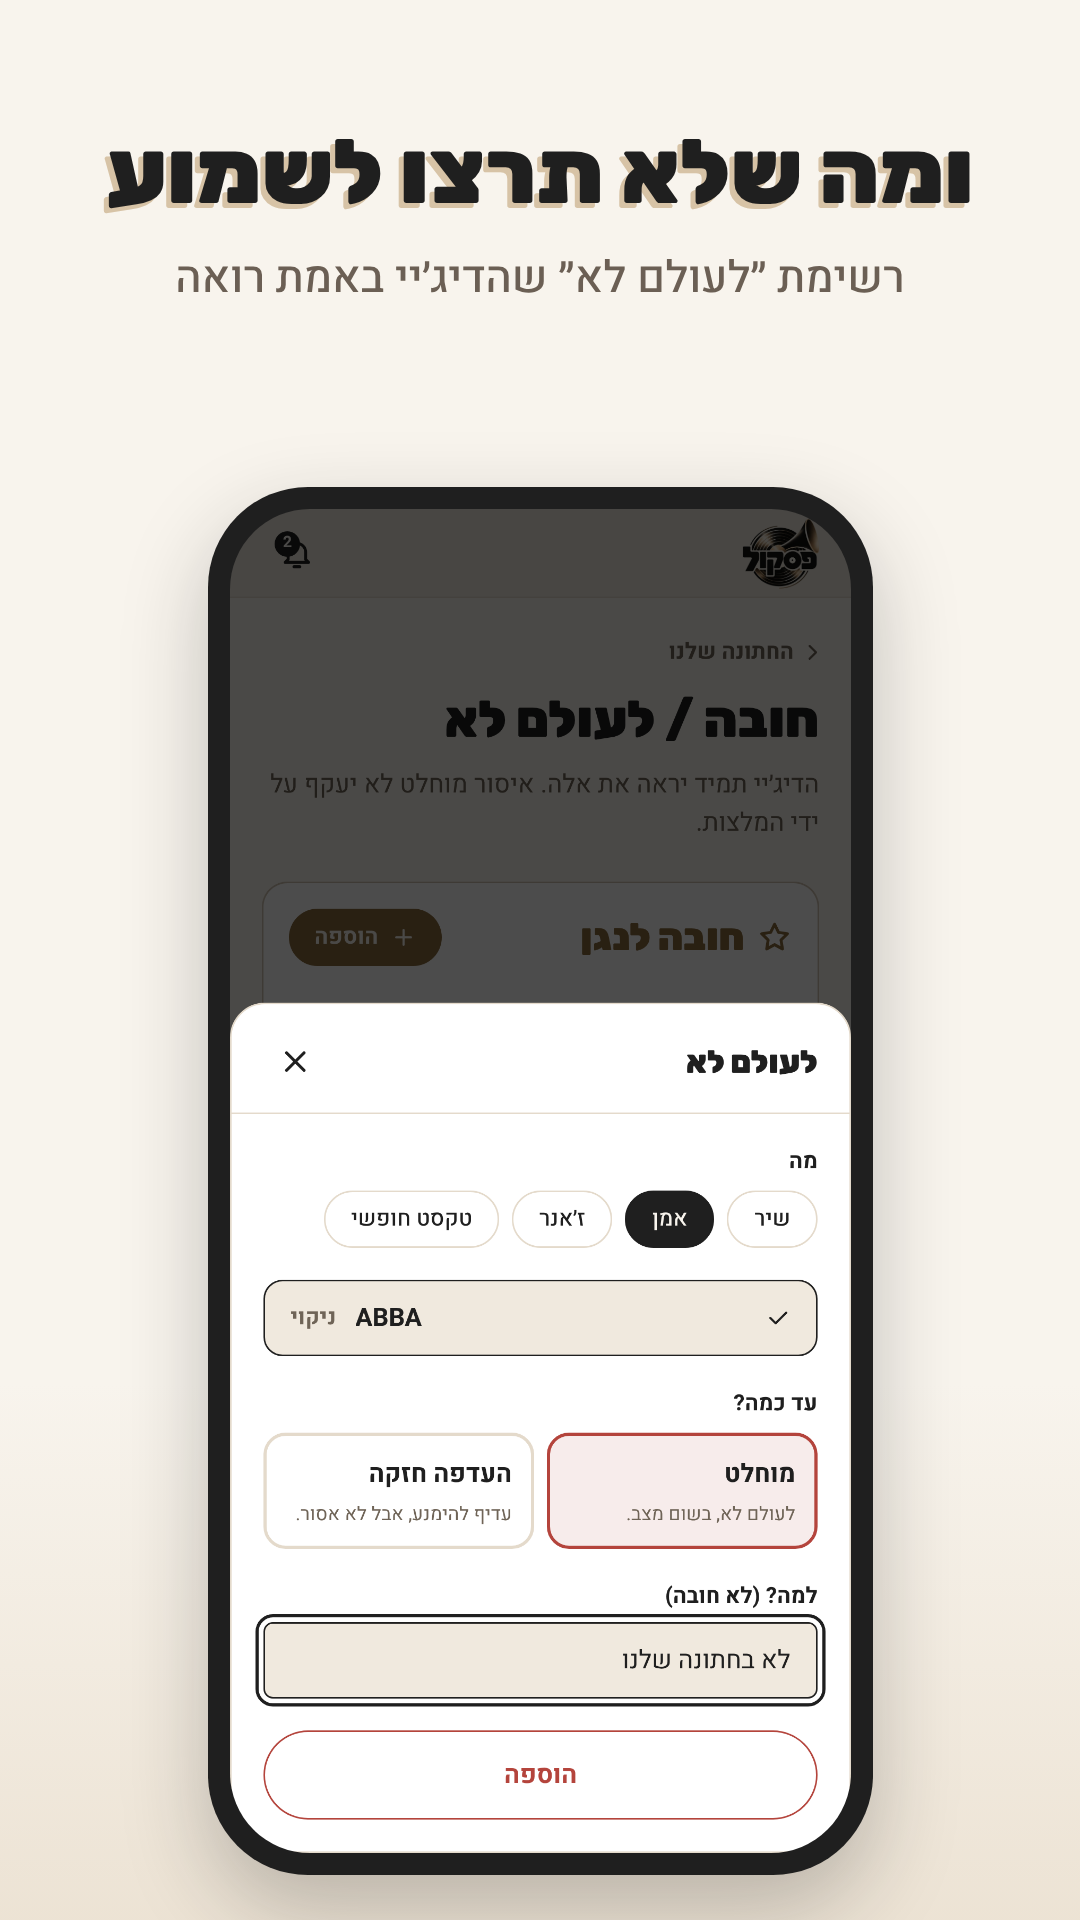 ומה שלא תרצו לשמוע
רשימת ״לעולם לא״ שהדיג׳יי באמת רואה
פסקול
2
החתונה שלנו
חובה / לעולם לא
הדיג׳יי תמיד יראה את אלה. איסור מוחלט לא יעקף על
ידי המלצות.
חובה לנגן
הוספה
לעולם לא
מה
שיר
אמן
ז׳אנר
טקסט חופשי
ABBA
ניקוי
עד כמה?
מוחלט
לעולם לא, בשום מצב.
העדפה חזקה
עדיף להימנע, אבל לא אסור.
למה? (לא חובה)
לא בחתונה שלנו
הוספה